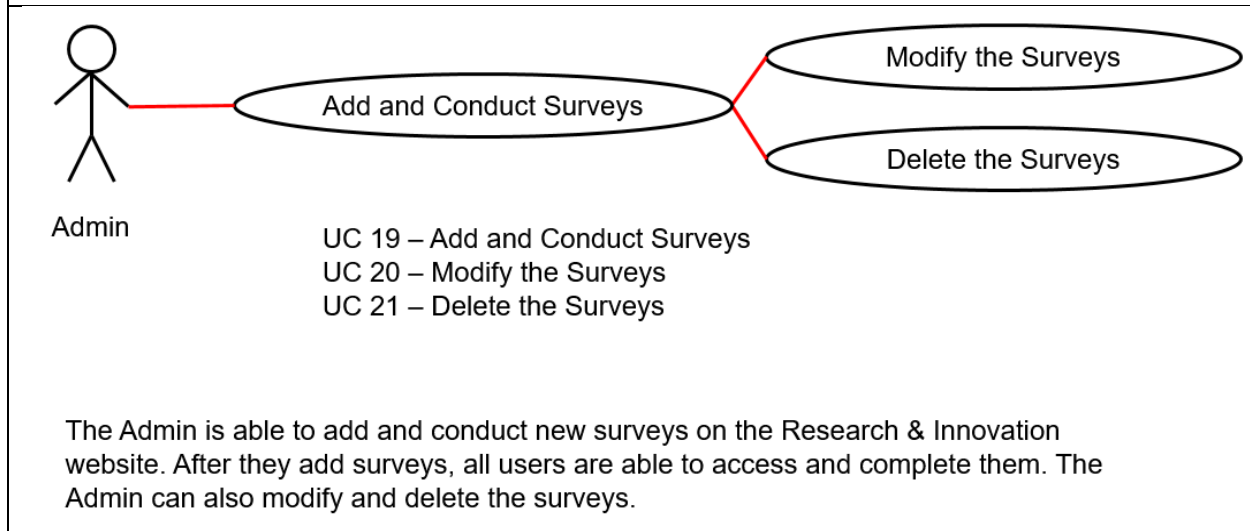 Modify the Surveys
Add and Conduct Surveys
Delete the Surveys
Admin
UC 19 – Add and Conduct Surveys
UC 20 – Modify the Surveys
UC 21 – Delete the Surveys
The Admin is able to add and conduct new surveys on the Research & Innovation
website. After they add surveys, all users are able to access and complete them. The
Admin can also modify and delete the surveys.